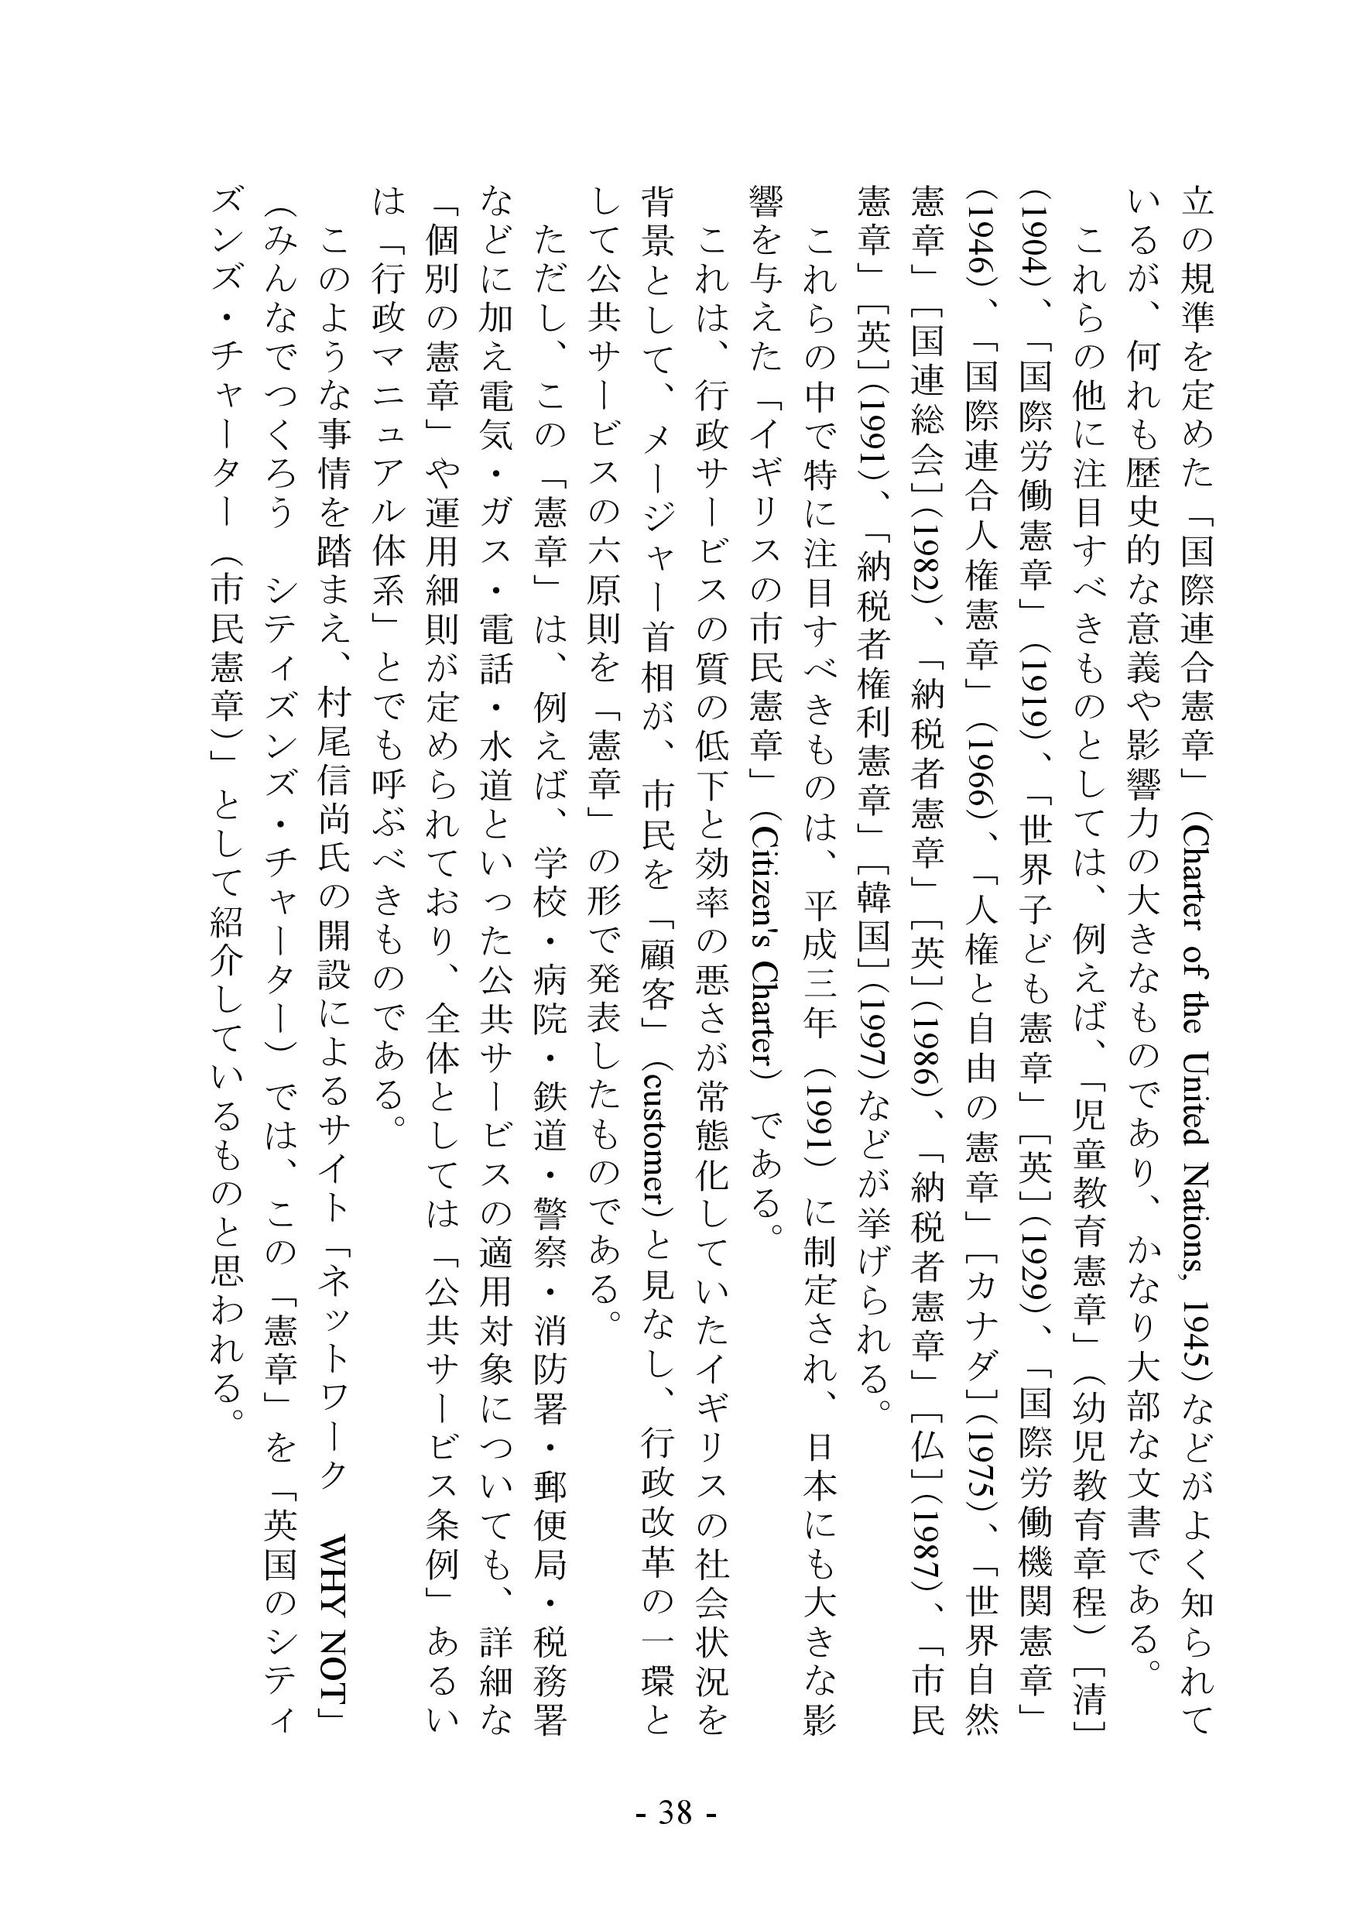 立の規準を定めた「国際連合憲章」(Charter of the United Nations, 1945)などがよく知られて
いるが、何れも歴史的な意義や影響力の大きなものであり、かなり大部な文書である。
　これらの他に注目すべきものとしては、例えば、「児童教育憲章」（幼児教育章程）[清]
(1904)、「国際労働憲章」(1919)、「世界子ども憲章」[英](1929)、「国際労働機関憲章」
(1946)、「国際連合人権憲章」(1966)、「人権と自由の憲章」[カナダ](1975)、「世界自然
憲章」[国連総会](1982)、「納税者憲章」[英](1986)、「納税者憲章」[仏](1987)、「市民
憲章」[英](1991)、「納税者権利憲章」[韓国](1997)などが挙げられる。
　これらの中で特に注目すべきものは、平成三年（1991）に制定され、日本にも大きな影
響を与えた「イギリスの市民憲章」(Citizen's Charter）である。
　これは、行政サービスの質の低下と効率の悪さが常態化していたイギリスの社会状況を
背景として、メージャー首相が、市民を「顧客」(customer)と見なし、行政改革の一環と
して公共サービスの六原則を「憲章」の形で発表したものである。
　ただし、この「憲章」は、例えば、学校・病院・鉄道・警察・消防署・郵便局・税務署
などに加え電気・ガス・電話・水道といった公共サービスの適用対象についても、詳細な
「個別の憲章」や運用細則が定められており、全体としては「公共サービス条例」あるい
は「行政マニュアル体系」とでも呼ぶべきものである。
　このような事情を踏まえ、村尾信尚氏の開設によるサイト「ネットワーク　WHY NOT」
（みんなでつくろう　シティズンズ・チャーター）では、この「憲章」を「英国のシティ
ズンズ・チャーター（市民憲章）」として紹介しているものと思われる。
- 38 -